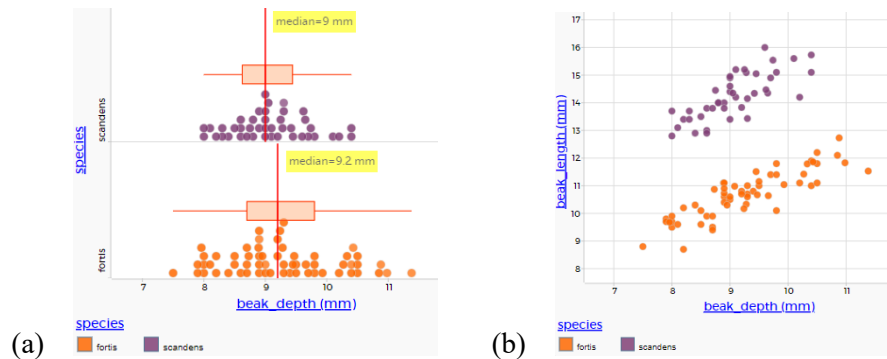 median=9 mm
scandens
species
median=9.2 mm
fortis
7 8 9 10 11
beak_depth (mm)
species
fortis scandens
(a)
17
16
15
14
13
12
11
10
9
8
beak_length (mm)
7 8 9 10 11
beak_depth (mm)
species
fortis scandens
(b)